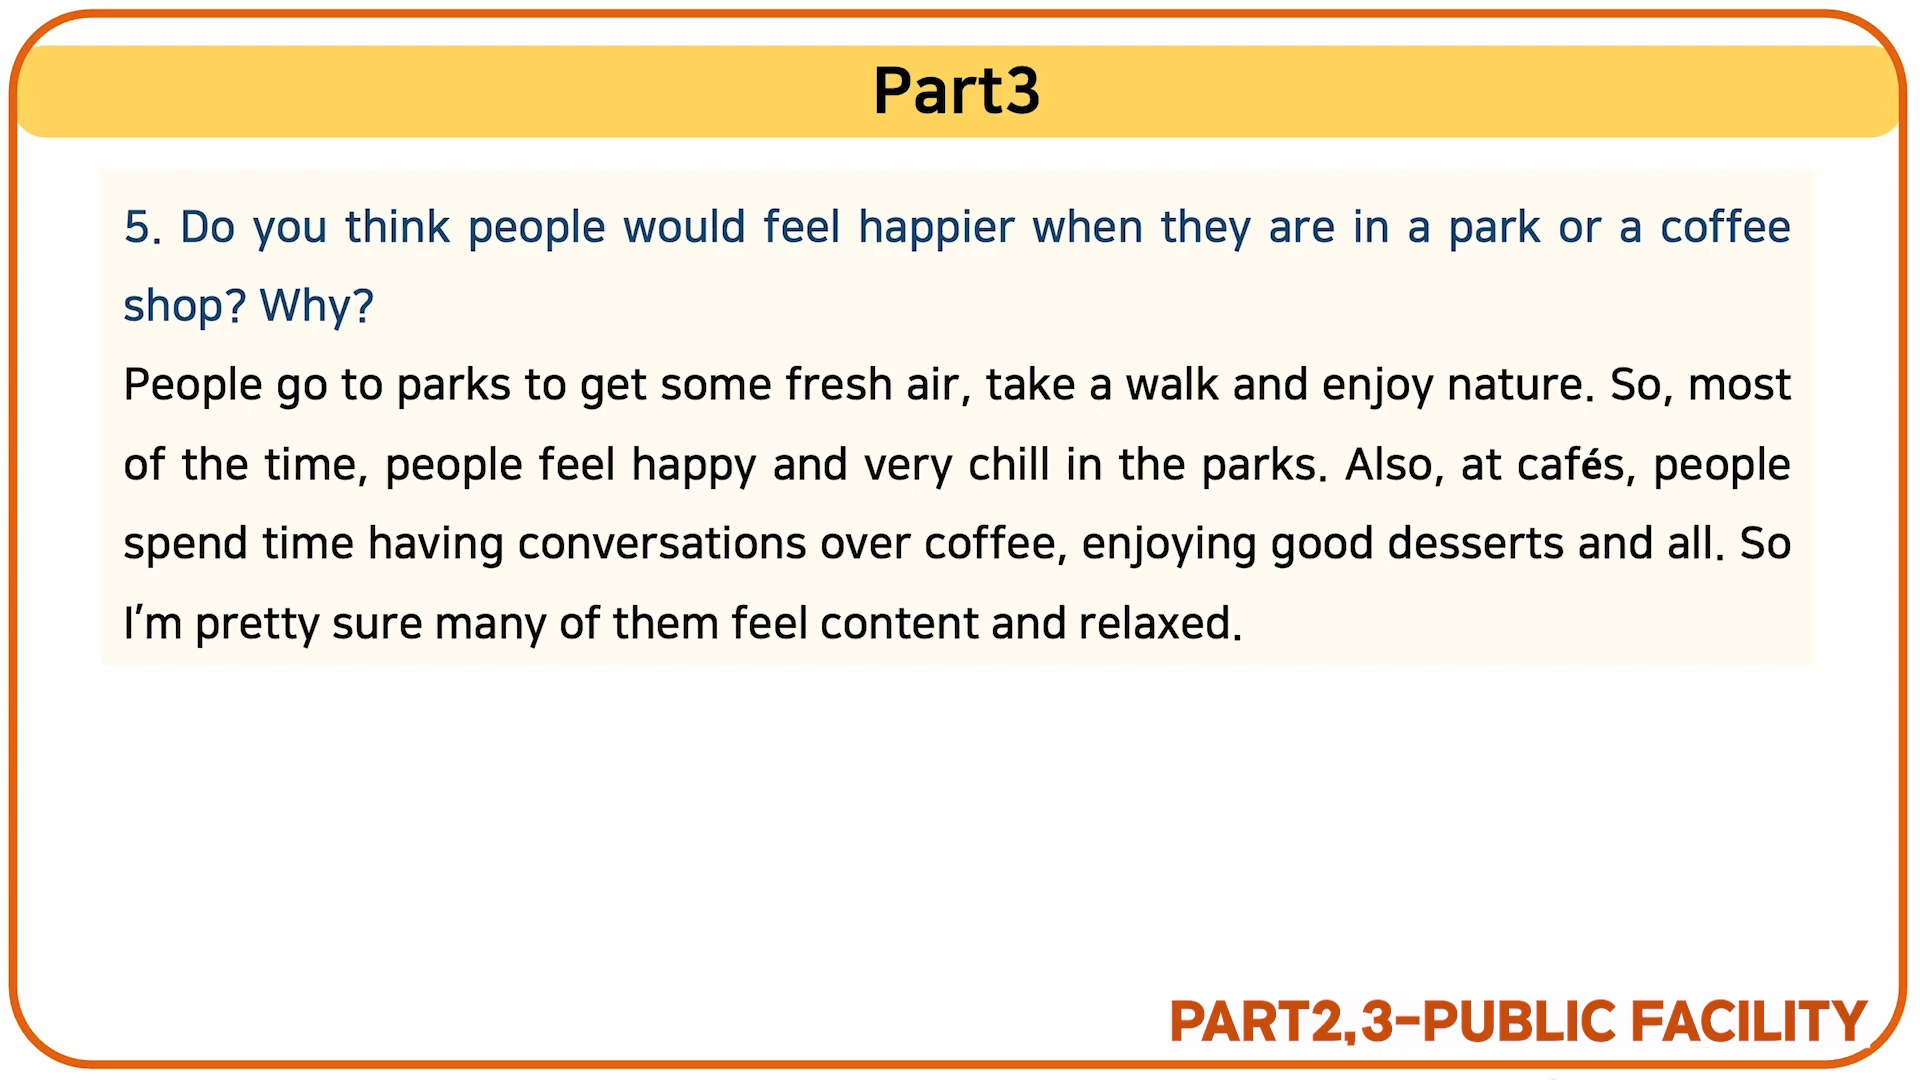 Part3
5. Do you think people would feel happier when they are in a park or a coffee
shop? Why?
People go to parks to get some fresh air, take a walk and enjoy nature. So, most
of the time, people feel happy and very chill in the parks. Also, at cafés, people
spend time having conversations over coffee, enjoying good desserts and all. So
I'm pretty sure many of them feel content and relaxed.
PART2,3-PUBLIC FACILITY